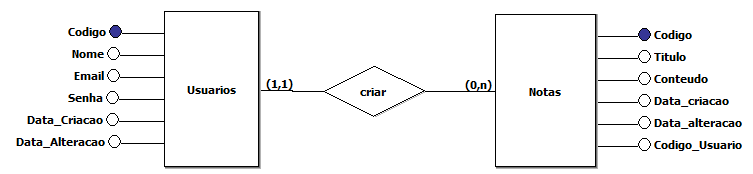 Codigo
Nome
Email
Senha
Data_Criacao
Data_Alteracao
Usuarios
(1,1)
criar
(0,n)
Notas
Codigo
Titulo
Conteudo
Data_criacao
Data_alteracao
Codigo_Usuario